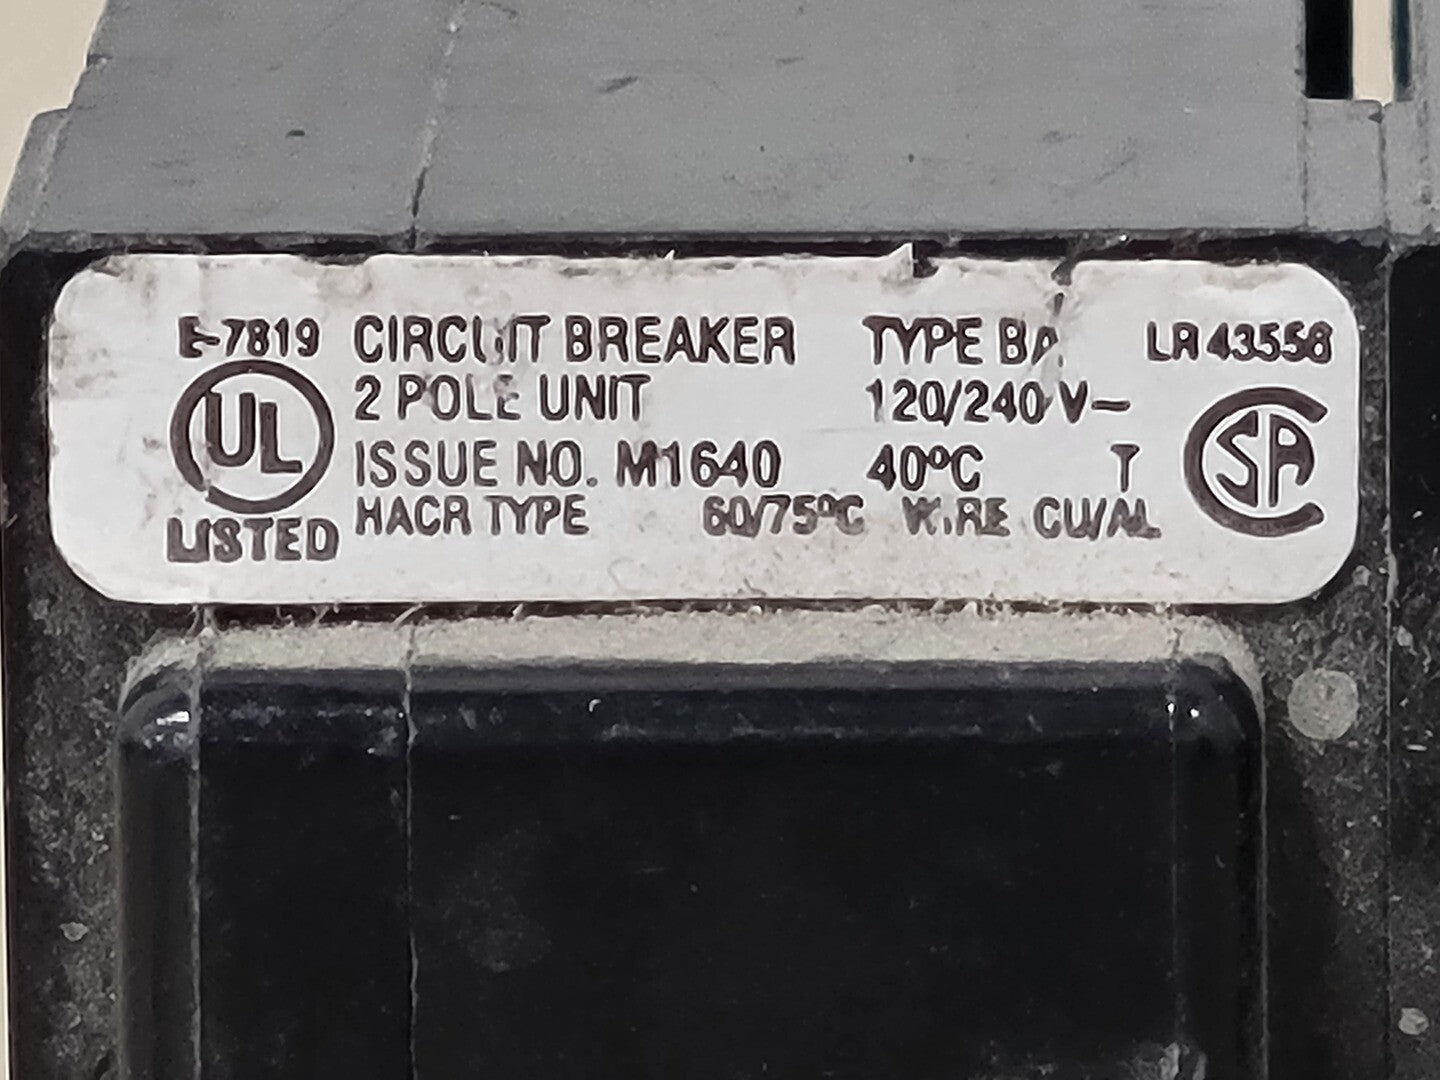 E-7819 CIRCUIT BREAKER TYPE BA LR 43556
UL 2 POLE UNIT 120/240 V~
ISSUE NO. M1640 40°C T SA
LISTED HACR TYPE 60/75°C WIRE CU/AL